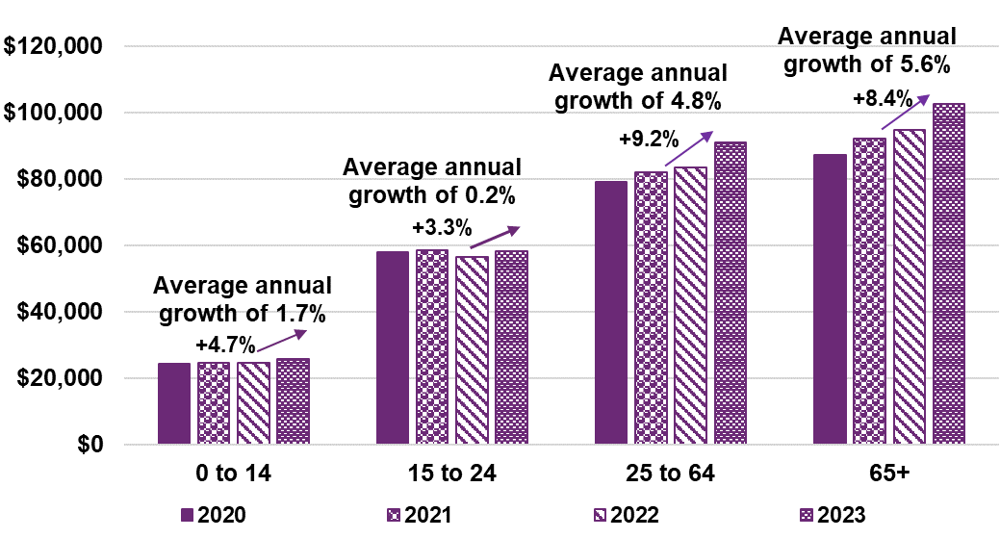 $120,000
$100,000
$80,000
$60,000
$40,000
$20,000
$0
Average annual
growth of 1.7%
+4.7%
Average annual
growth of 0.2%
+3.3%
Average annual
growth of 4.8%
+9.2%
Average annual
growth of 5.6%
+8.4%
0 to 14
15 to 24
25 to 64
65+
2020
2021
2022
2023